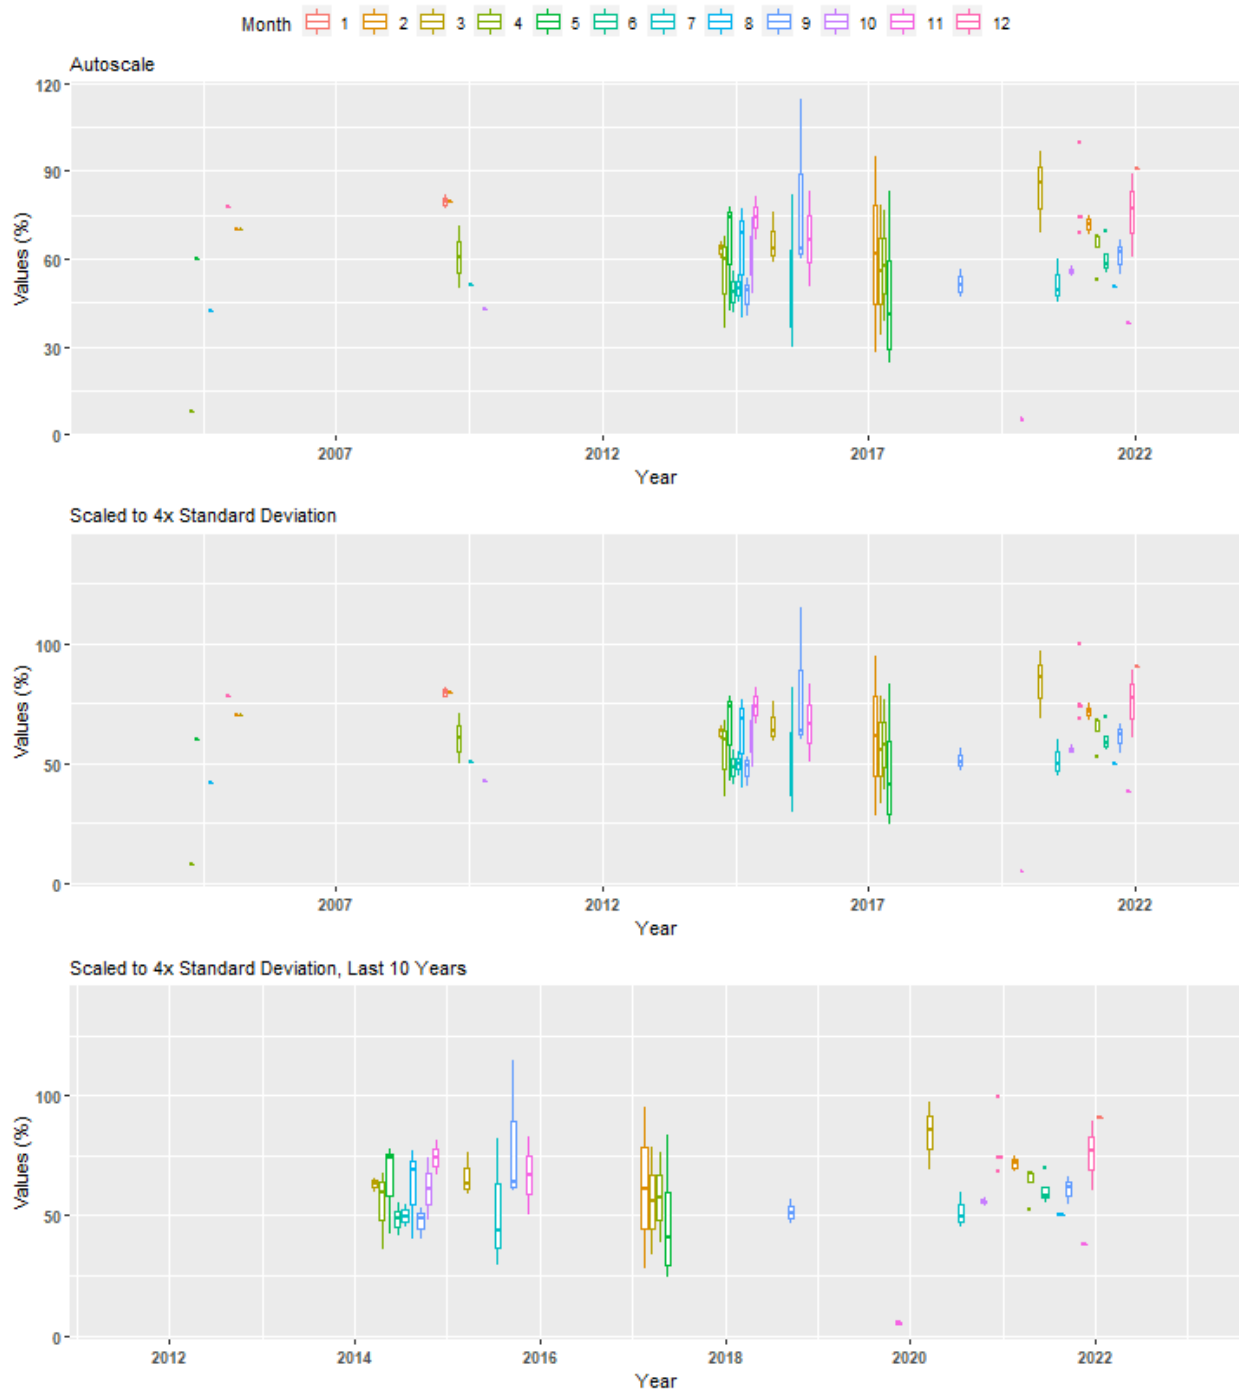 Month 1 2 3 4 5 6 7 8 9 10 11 12
Autoscale
120
90
60
30
0
Values (%)
2007 2012 2017 2022
Year
Scaled to 4x Standard Deviation
100
50
0
Values (%)
2007 2012 2017 2022
Year
Scaled to 4x Standard Deviation, Last 10 Years
100
50
0
Values (%)
2012 2014 2016 2018 2020 2022
Year